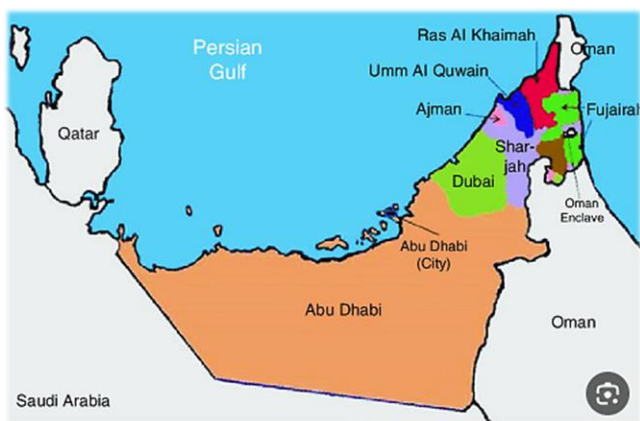 Persian
Gulf
Ras Al Khaimah
Oman
Umm Al Quwain
Ajman
Fujairah
Qatar
Shar-
jah
Dubai
Oman
Enclave
Abu Dhabi
(City)
Abu Dhabi
Oman
Saudi Arabia